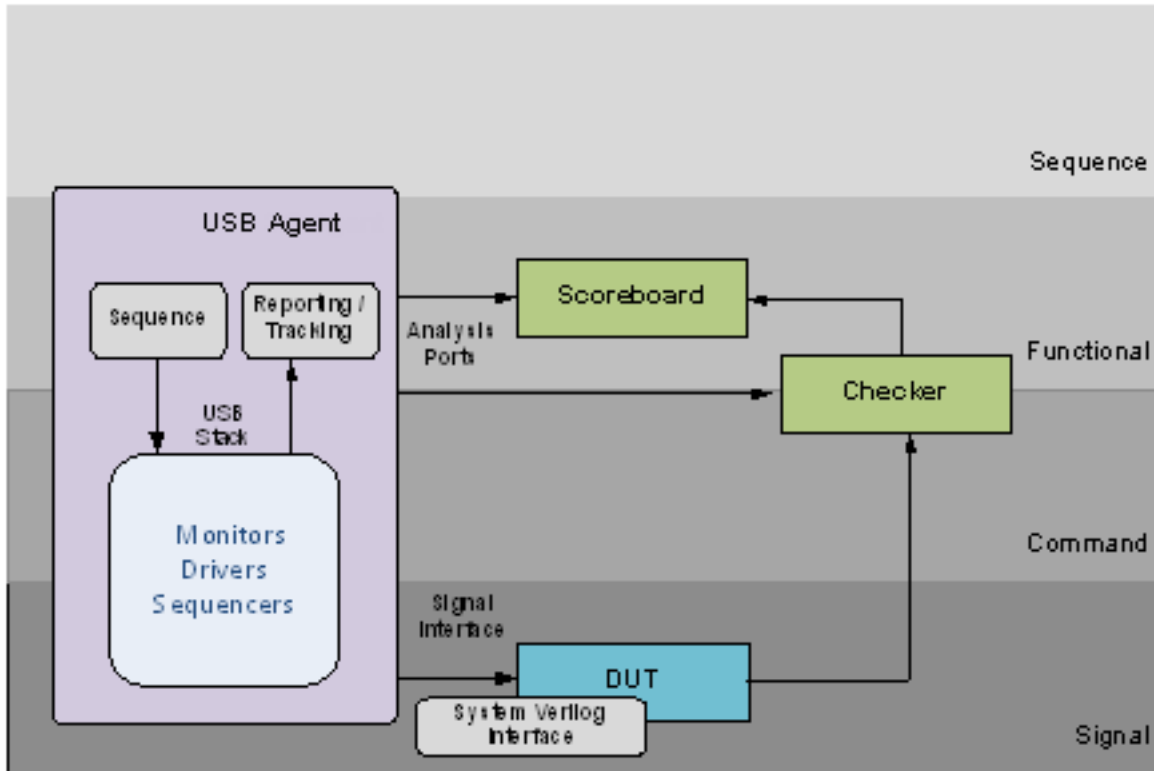 Sequence
USB Agent
Sequence
Reporting /
Tracking
USB
Stack
Monitors
Drivers
Sequencers
Analysis
Ports
Scoreboard
Functional
Checker
Command
Signal
Interface
DUT
System Verilog
Interface
Signal